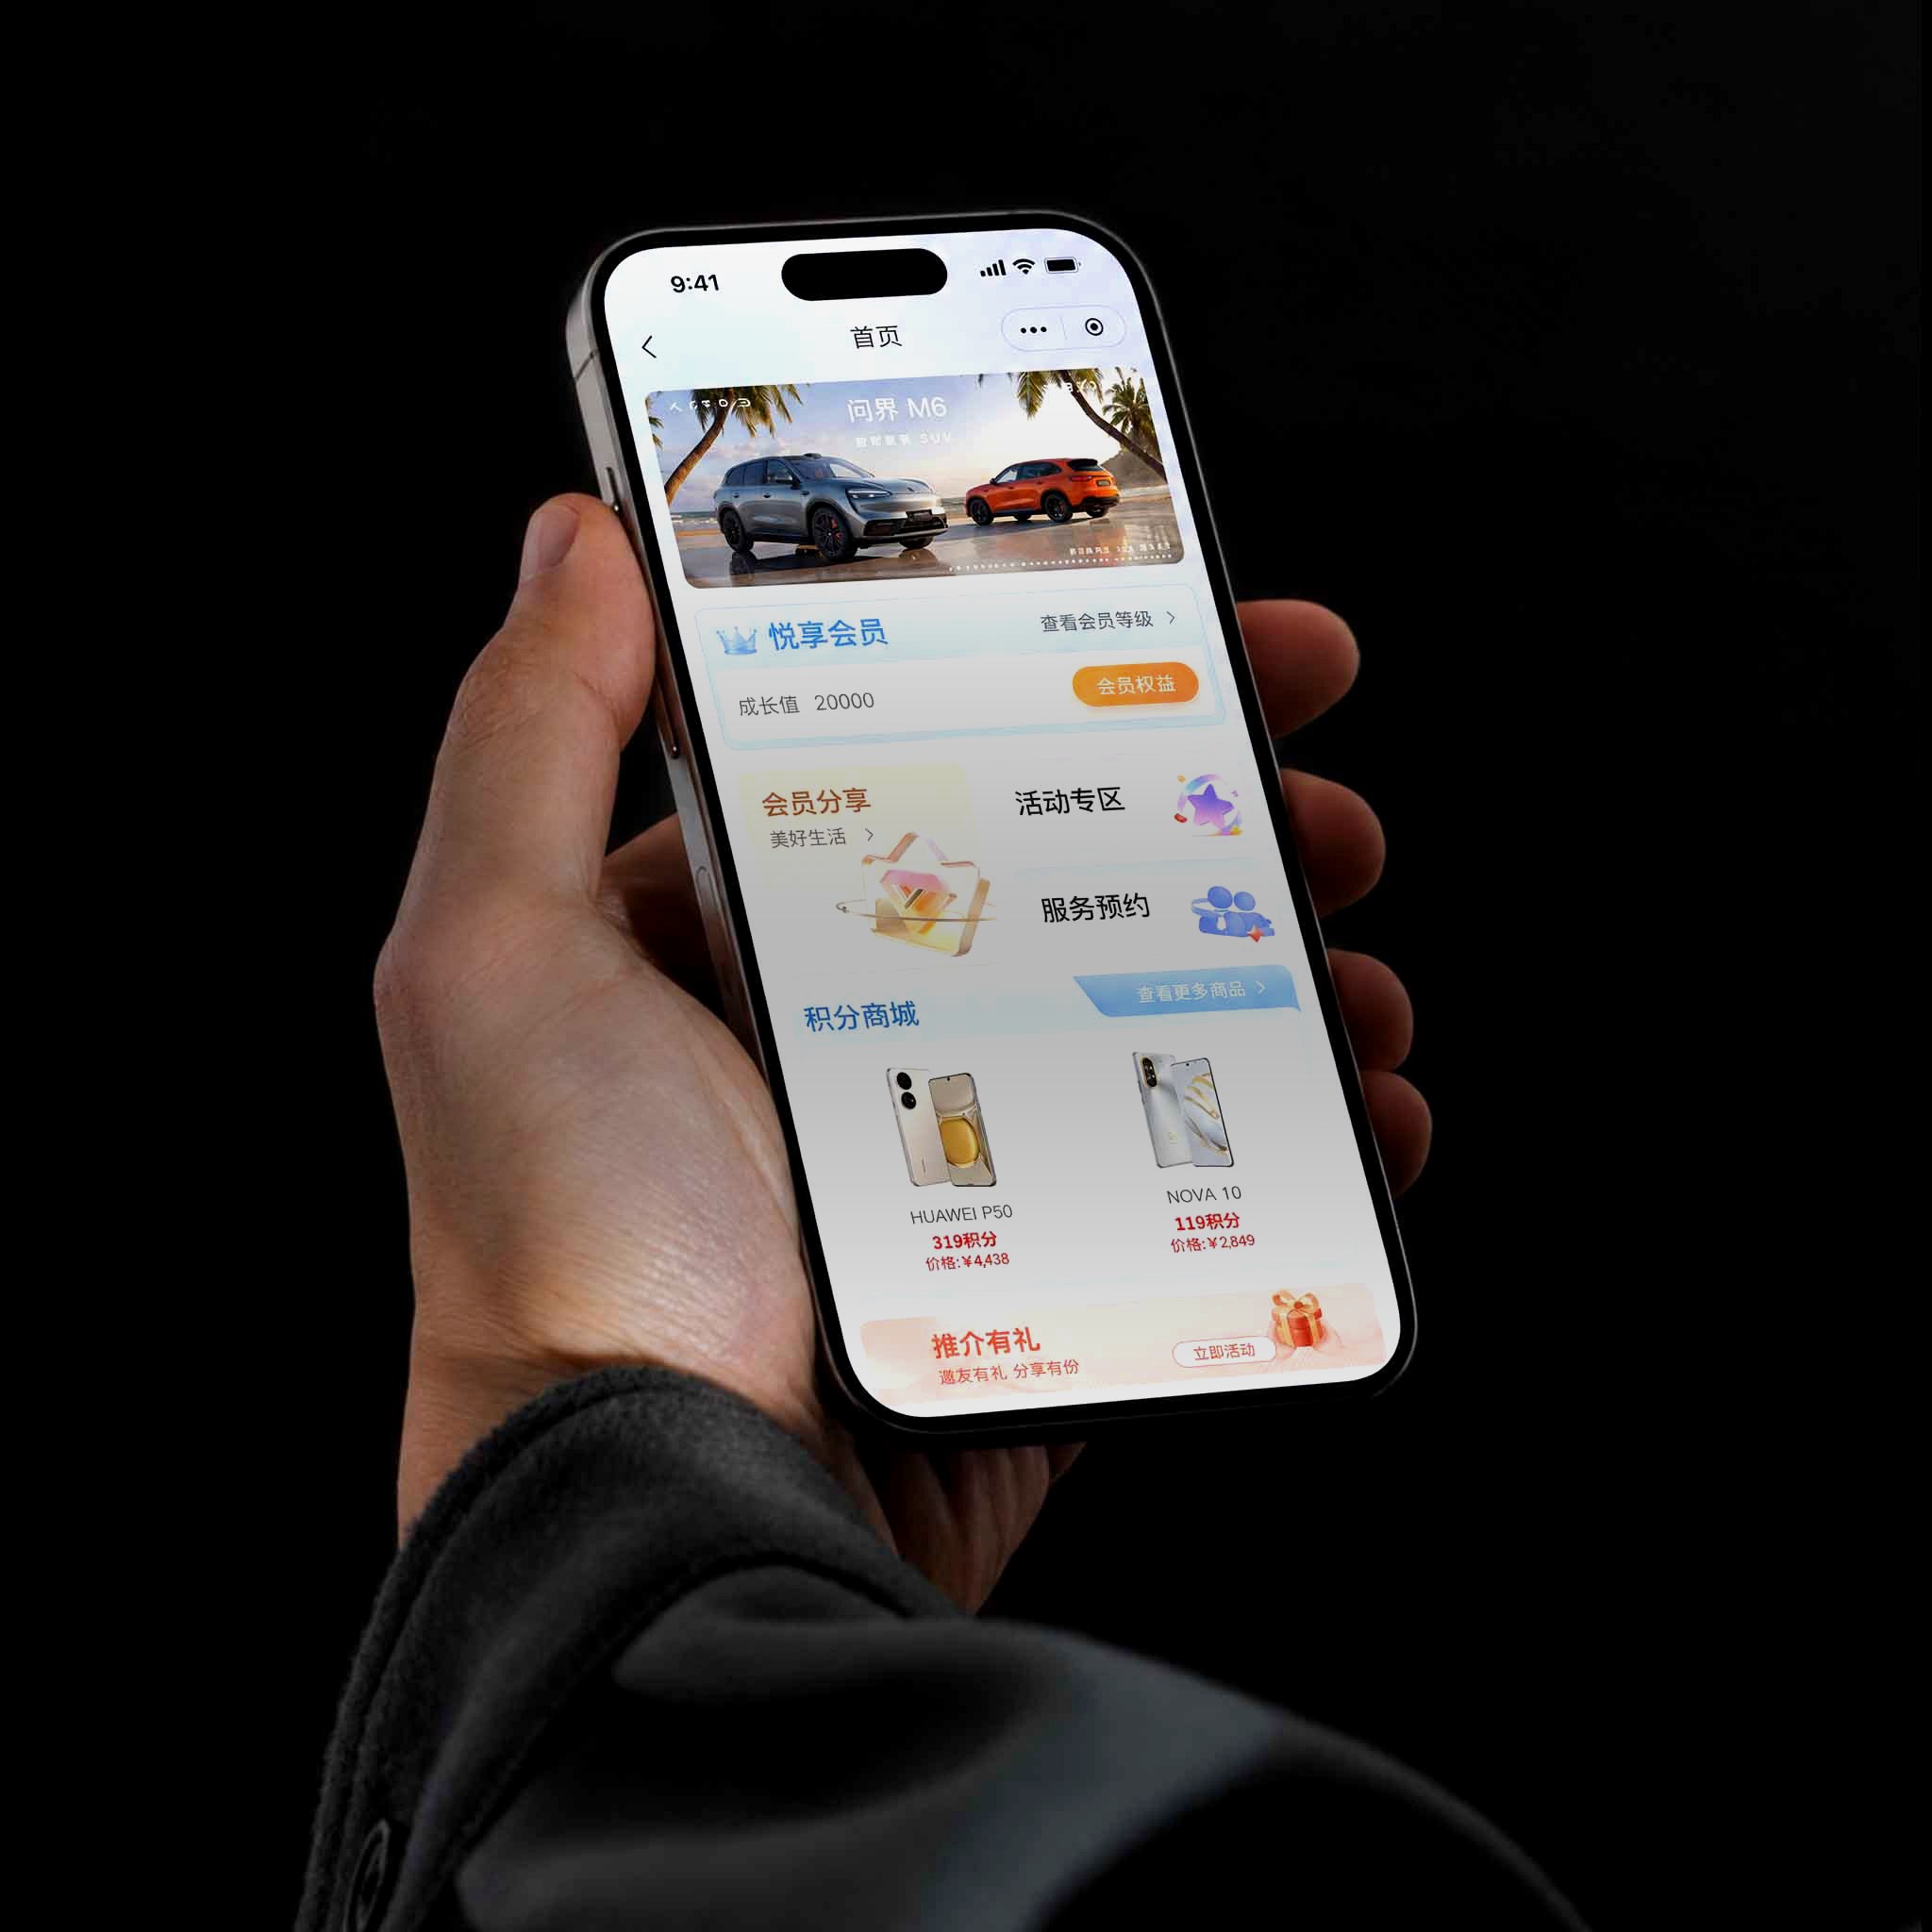 9:41
首页
问界 M6
SUV
悦享会员
查看会员等级
成长值 20000
会员权益
会员分享
美好生活
活动专区
服务预约
积分商城
查看更多商品
HUAWEI P50
319积分
价格:¥4,438
NOVA 10
119积分
价格:¥2,849
推介有礼
邀友有礼 分享有份
立即活动